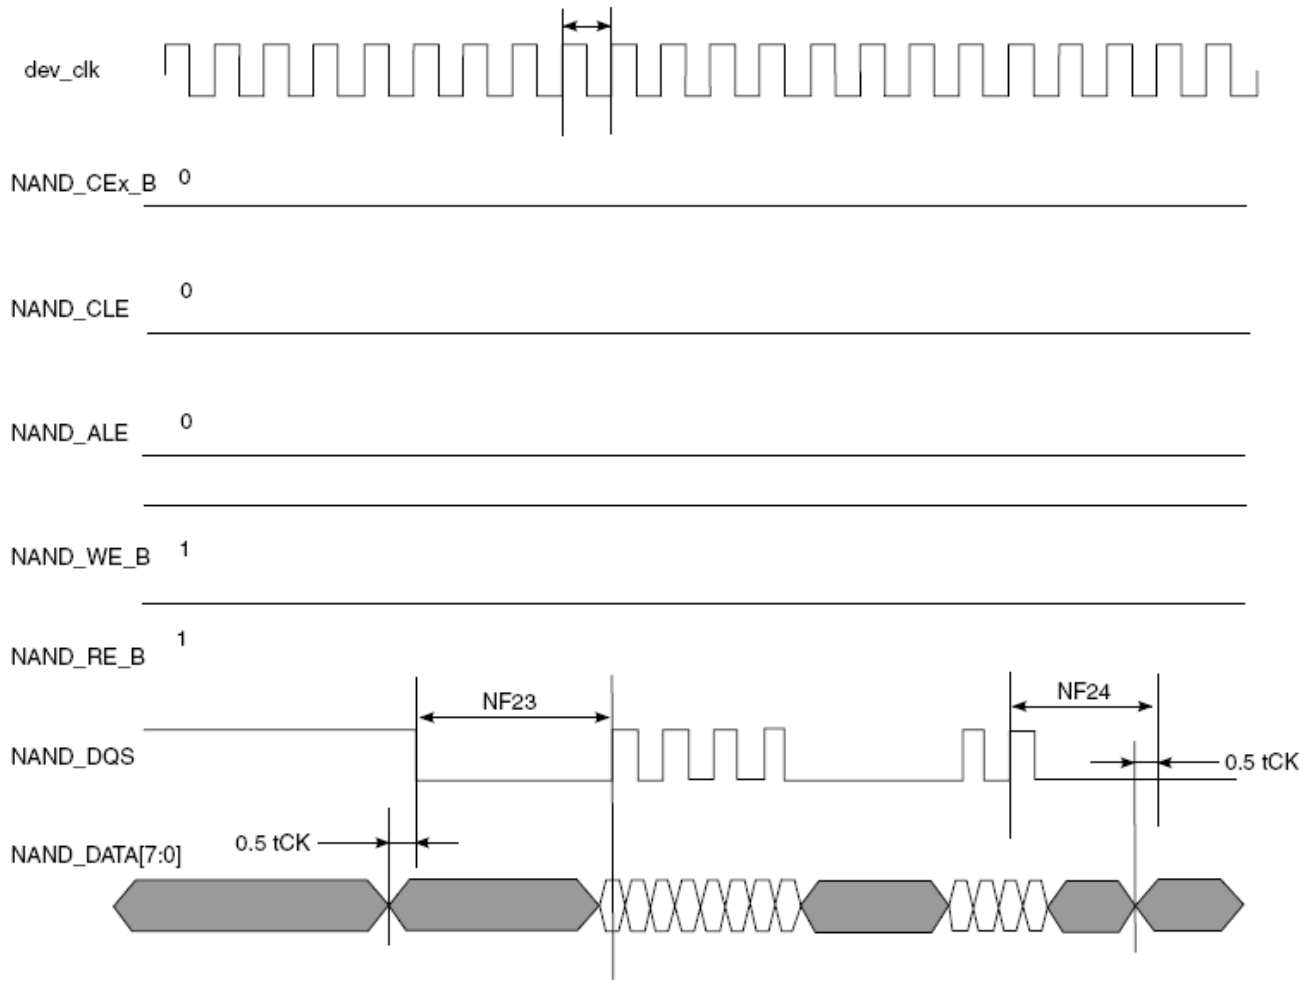 dev_clk
NAND_CEx_B 0
NAND_CLE 0
NAND_ALE 0
NAND_WE_B 1
NAND_RE_B 1
NF23
NF24
NAND_DQS
0.5 tCK
0.5 tCK
NAND_DATA[7:0]